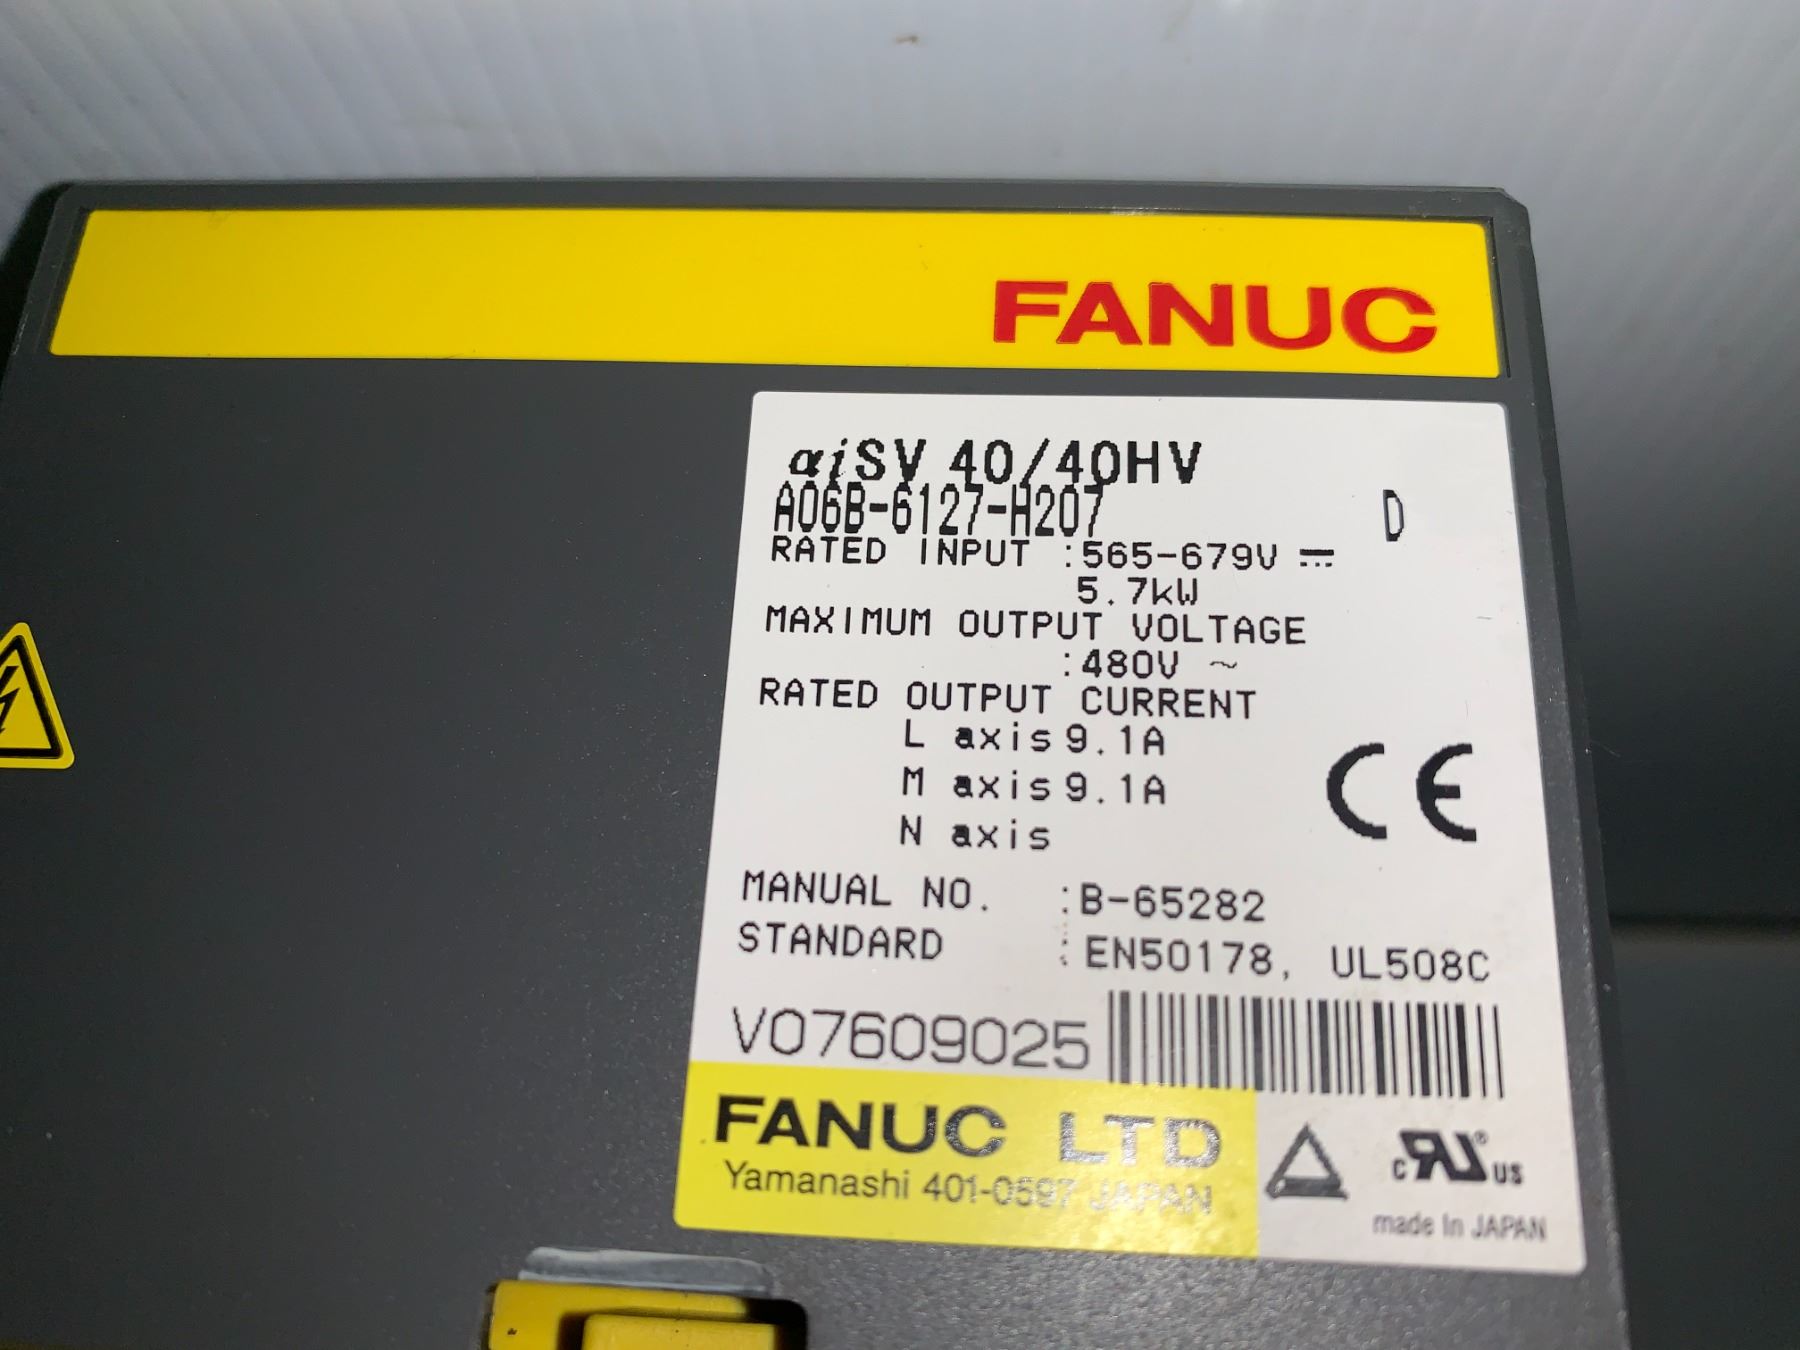 FANUC
αiSV 40/40HV
A06B-6127-H207 D
RATED INPUT :565-679V ⎓
5.7kW
MAXIMUM OUTPUT VOLTAGE
:480V ~
RATED OUTPUT CURRENT
L axis 9.1A
M axis 9.1A
N axis
CE
MANUAL NO. :B-65282
STANDARD :EN50178, UL508C
V07609025
FANUC LTD
Yamanashi 401-0597 JAPAN
c RU® US
made In JAPAN